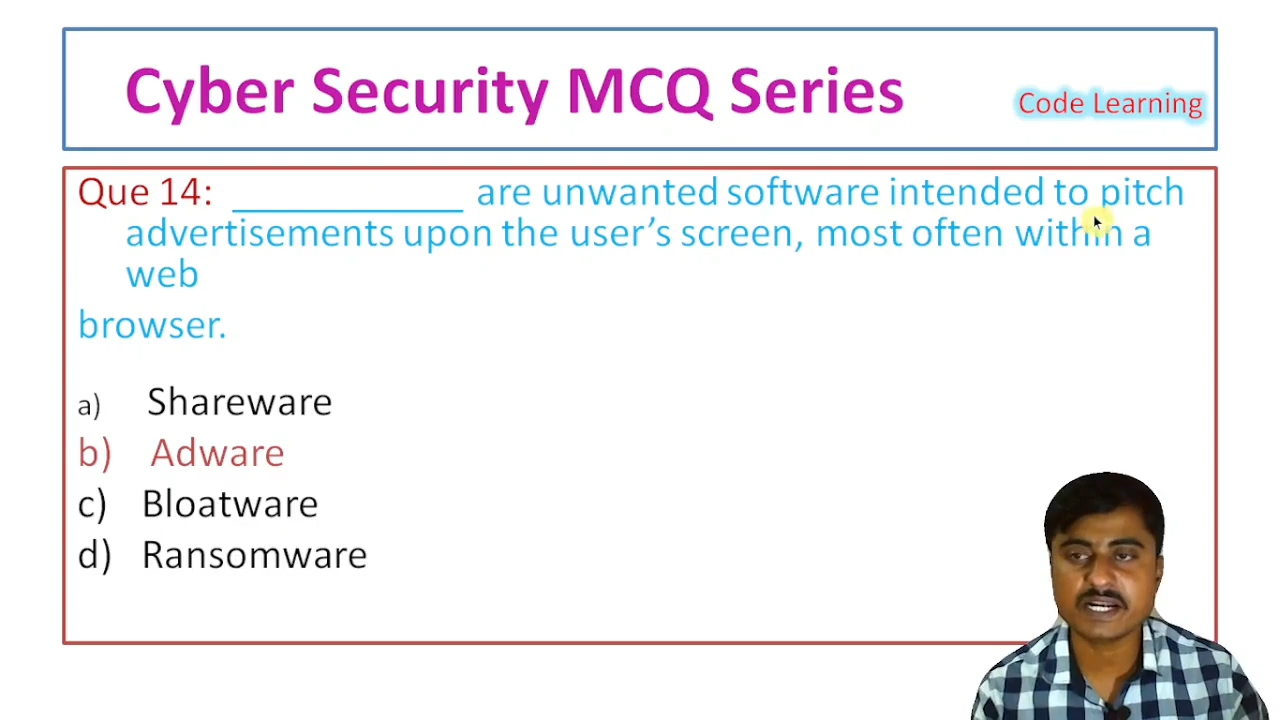 Cyber Security MCQ Series
Code Learning
Que 14: ___________ are unwanted software intended to pitch
advertisements upon the user’s screen, most often within a
web
browser.
a) Shareware
b) Adware
c) Bloatware
d) Ransomware